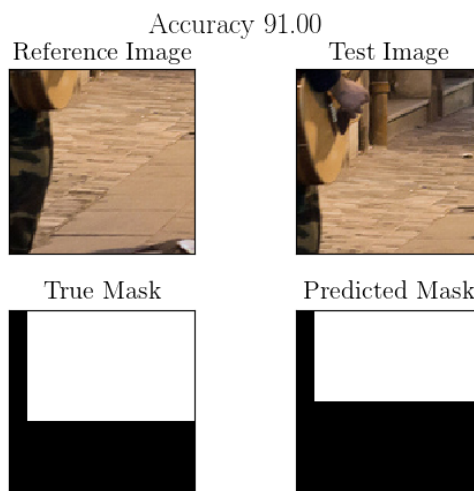 Accuracy 91.00
Reference Image
Test Image
True Mask
Predicted Mask